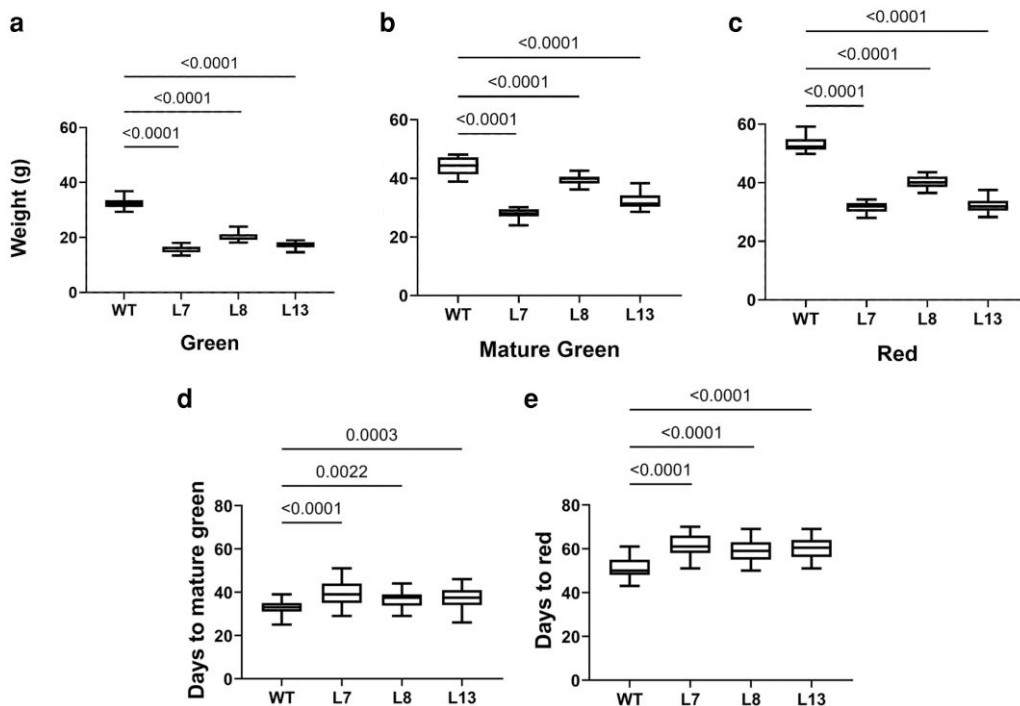 a
<0.0001
<0.0001
<0.0001
Weight (g)
60
40
20
0
WT L7 L8 L13
Green
b
<0.0001
<0.0001
<0.0001
60
40
20
0
WT L7 L8 L13
Mature Green
c
<0.0001
<0.0001
<0.0001
60
40
20
0
WT L7 L8 L13
Red
d
0.0003
0.0022
<0.0001
Days to mature green
80
60
40
20
0
WT L7 L8 L13
e
<0.0001
<0.0001
<0.0001
Days to red
80
60
40
20
0
WT L7 L8 L13